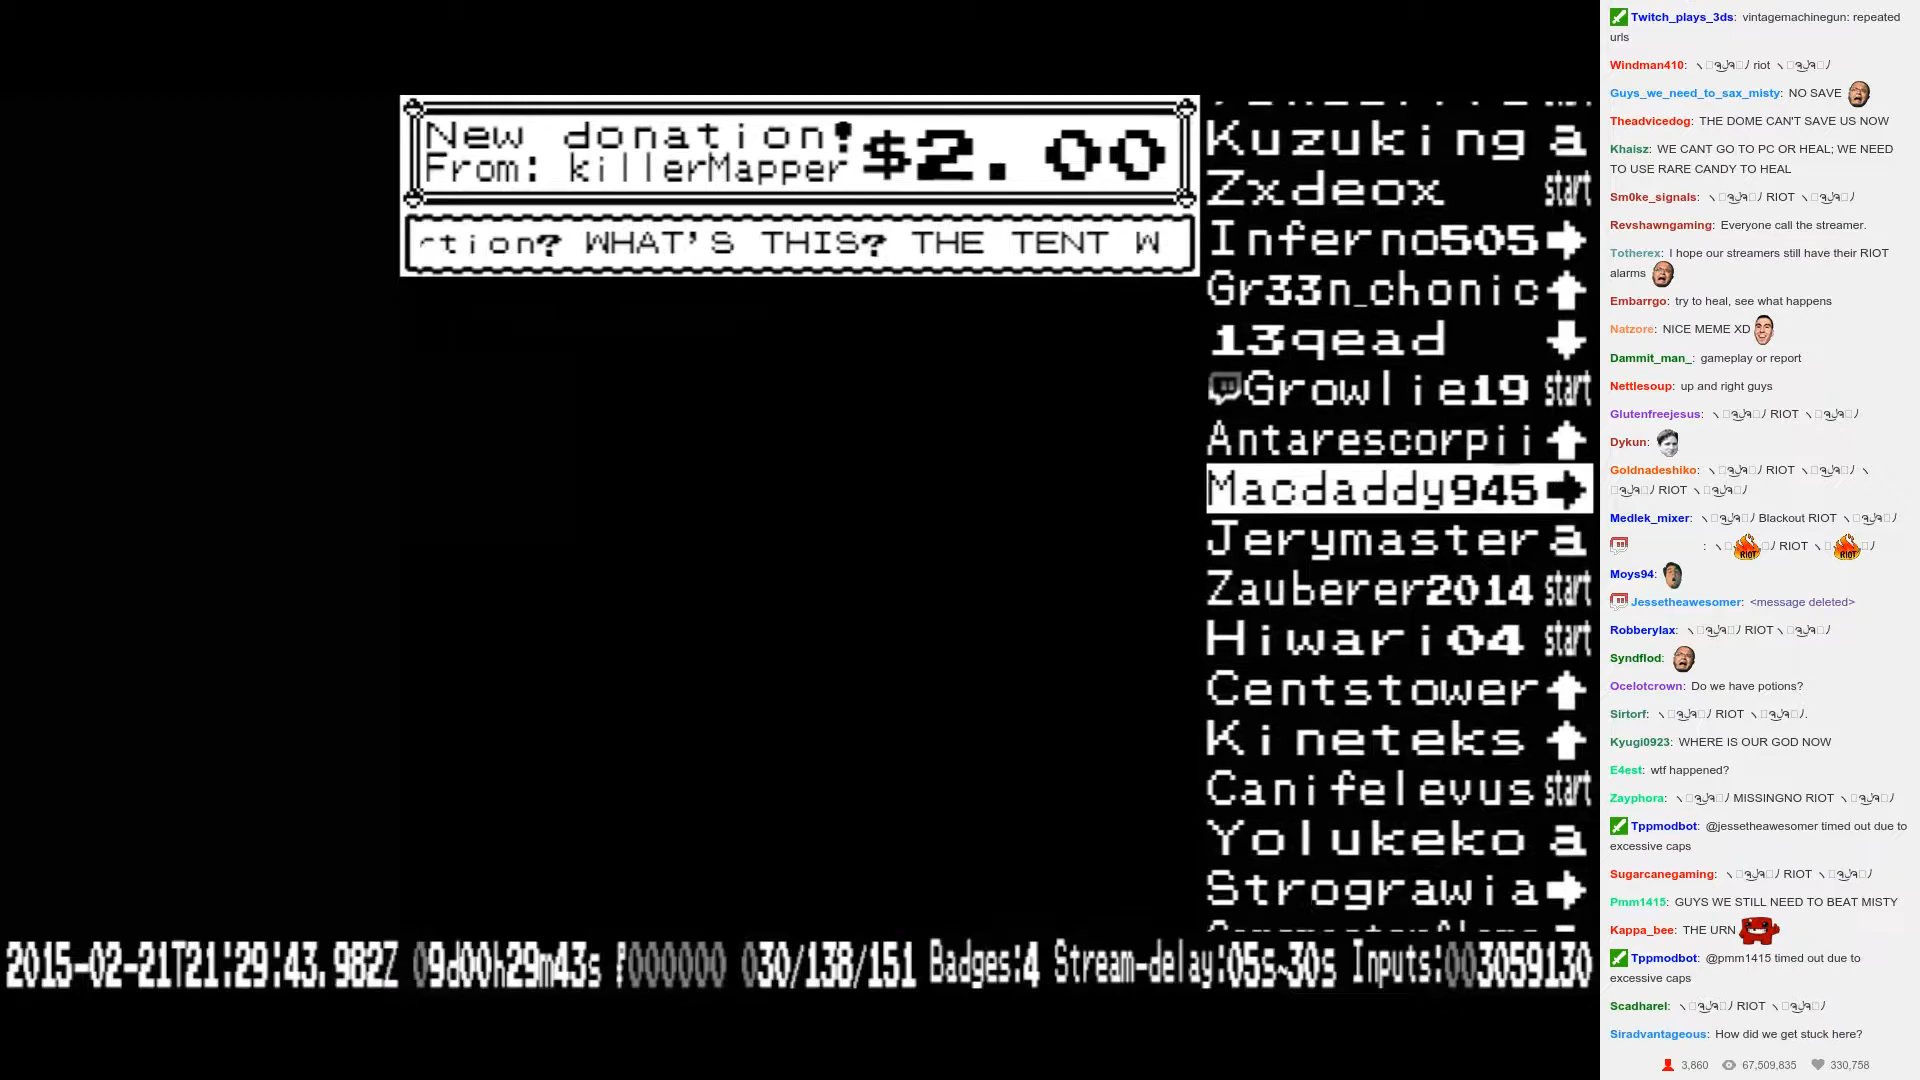 New donation!
From: killerMapper $2.00
rtion? WHAT'S THIS? THE TENT W
Kuzuking a
Zxdeox start
Inferno505
Gr33n_chonic
13qead
Growlie19 start
Antarescorpii
Macdaddy945
Jerymaster a
Zauberer2014 start
Hiwari04 start
Centstower
Kineteks
Canifelevus start
Yolukeko a
Strograwia
2015-02-21T21:29:43.982Z 09d00h29m43s 000000 030/138/151 Badges:4 Stream-delay:05s~30s Inputs:003059130
Twitch_plays_3ds: vintagemachinegun: repeated
urls
Windman410: riot
Guys_we_need_to_sax_misty: NO SAVE
Theadvicedog: THE DOME CAN'T SAVE US NOW
Khaisz: WE CANT GO TO PC OR HEAL; WE NEED
TO USE RARE CANDY TO HEAL
Sm0ke_signals: RIOT
Revshawngaming: Everyone call the streamer.
Totherex: I hope our streamers still have their RIOT
alarms
Embarrgo: try to heal, see what happens
Natzore: NICE MEME XD
Dammit_man_: gameplay or report
Nettlesoup: up and right guys
Glutenfreejesus: RIOT
Dykun:
Goldnadeshiko: RIOT
RIOT
Medlek_mixer: Blackout RIOT
: RIOT RIOT RIOT
Moys94:
Jessetheawesomer: <message deleted>
Robberylax: RIOT
Syndflod:
Ocelotcrown: Do we have potions?
Sirtorf: RIOT .
Kyugi0923: WHERE IS OUR GOD NOW
E4est: wtf happened?
Zayphora: MISSINGNO RIOT
Tppmodbot: @jessetheawesomer timed out due to
excessive caps
Sugarcanegaming: RIOT
Pmm1415: GUYS WE STILL NEED TO BEAT MISTY
Kappa_bee: THE URN
Tppmodbot: @pmm1415 timed out due to
excessive caps
Scadharel: RIOT
Siradvantageous: How did we get stuck here?
3,860 67,509,835 330,758